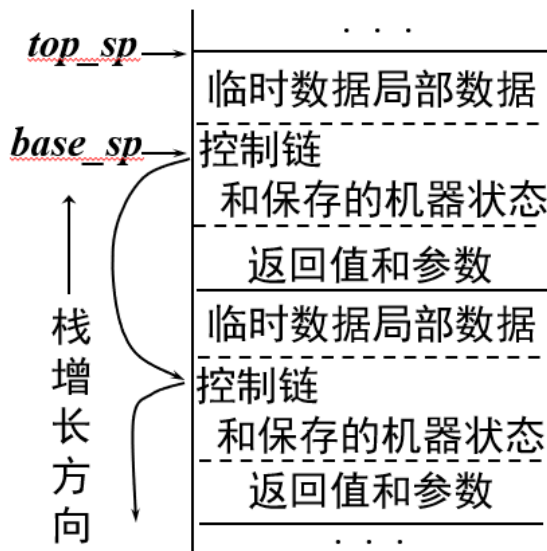 . . .
top_sp
临时数据局部数据
base_sp
控制链
和保存的机器状态
返回值和参数
临时数据局部数据
控制链
和保存的机器状态
返回值和参数
. . .
栈增长方向